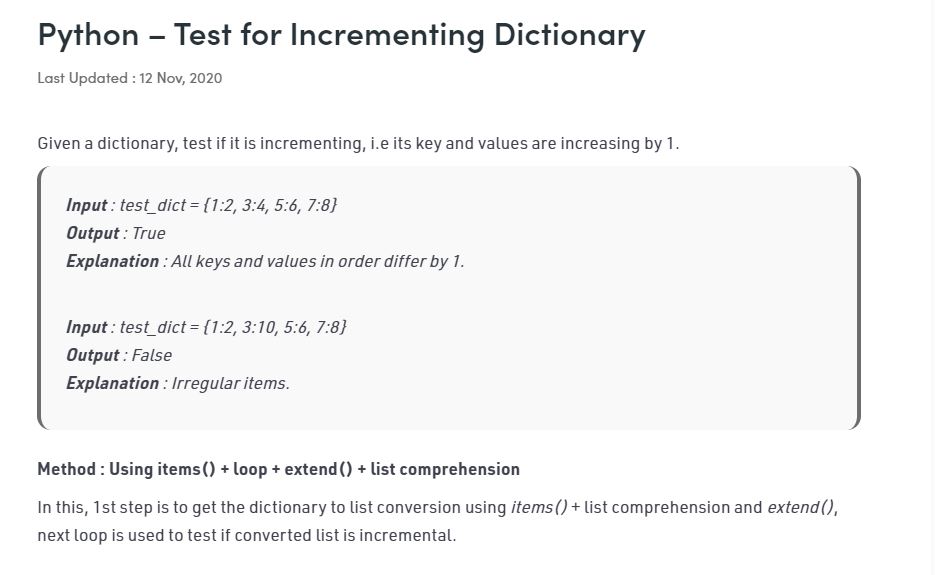 Python – Test for Incrementing Dictionary
Last Updated : 12 Nov, 2020
Given a dictionary, test if it is incrementing, i.e its key and values are increasing by 1.
Input : test_dict = {1:2, 3:4, 5:6, 7:8}
Output : True
Explanation : All keys and values in order differ by 1.
Input : test_dict = {1:2, 3:10, 5:6, 7:8}
Output : False
Explanation : Irregular items.
Method : Using items() + loop + extend() + list comprehension
In this, 1st step is to get the dictionary to list conversion using items() + list comprehension and extend(),
next loop is used to test if converted list is incremental.